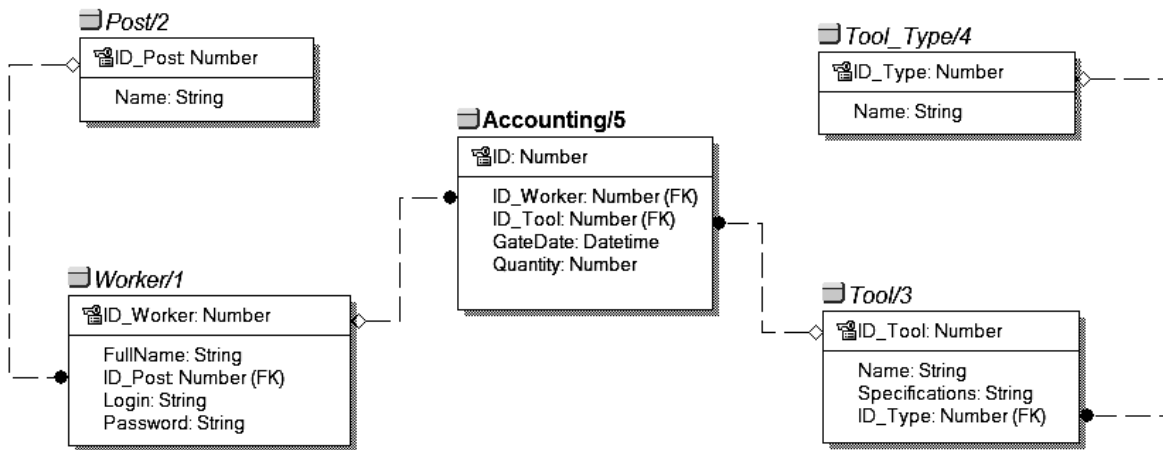 Post/2
ID_Post: Number
Name: String
Tool_Type/4
ID_Type: Number
Name: String
Accounting/5
ID: Number
ID_Worker: Number (FK)
ID_Tool: Number (FK)
GateDate: Datetime
Quantity: Number
Worker/1
ID_Worker: Number
FullName: String
ID_Post: Number (FK)
Login: String
Password: String
Tool/3
ID_Tool: Number
Name: String
Specifications: String
ID_Type: Number (FK)